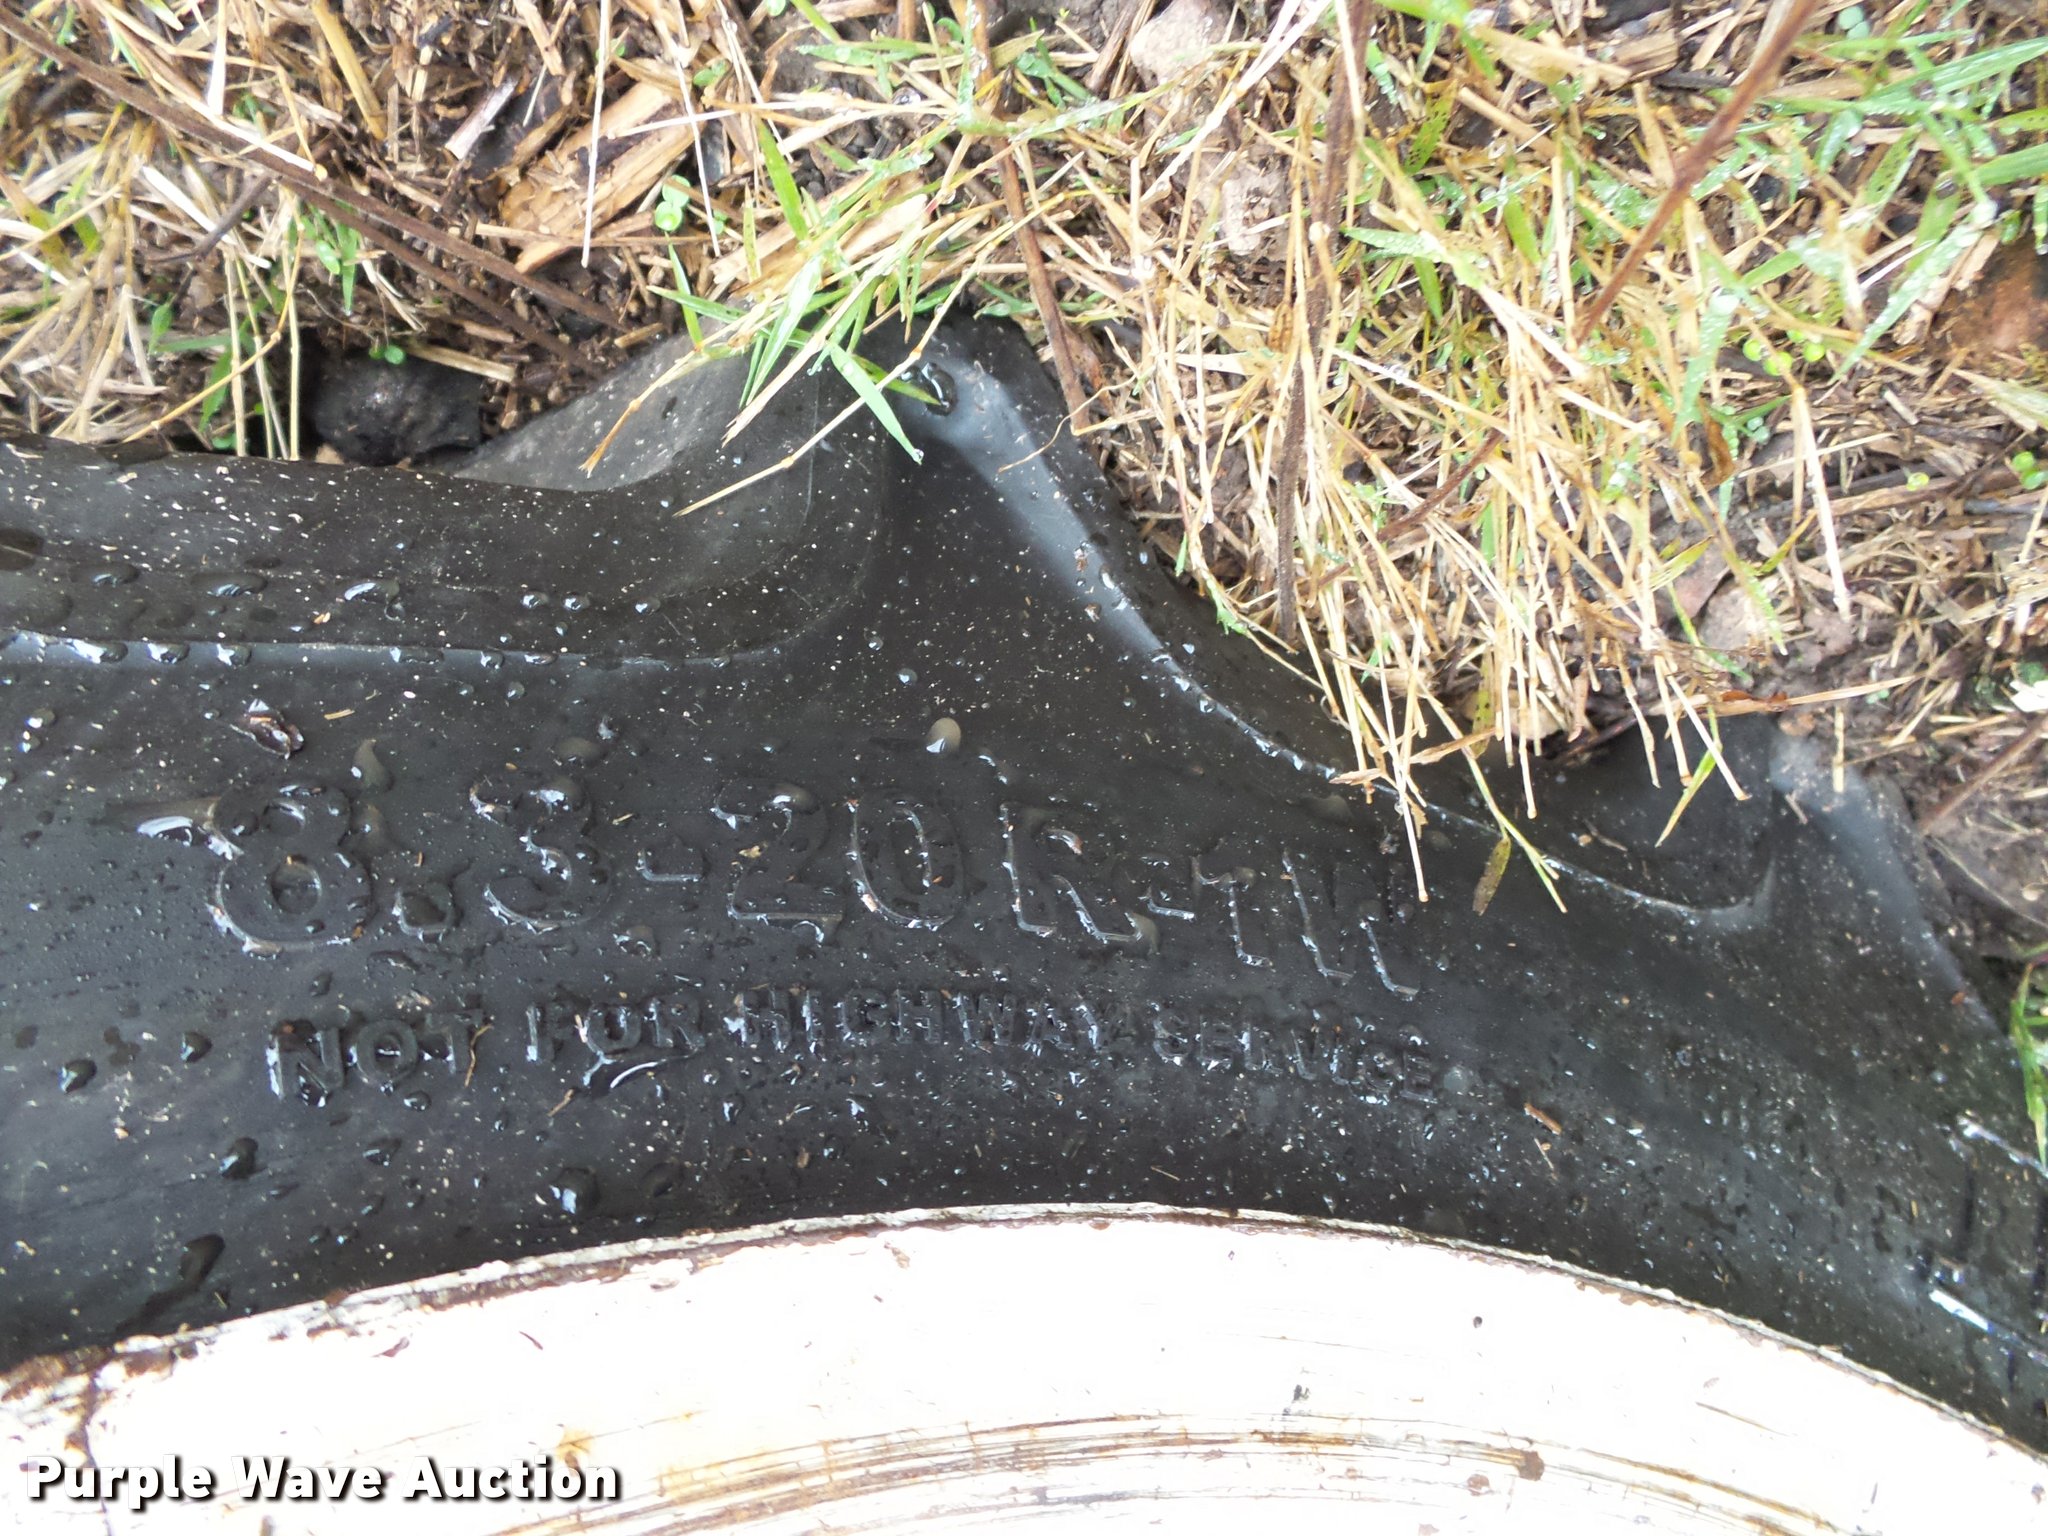 8.3-20 R-1W
NOT FOR HIGHWAY SERVICE
Purple Wave Auction